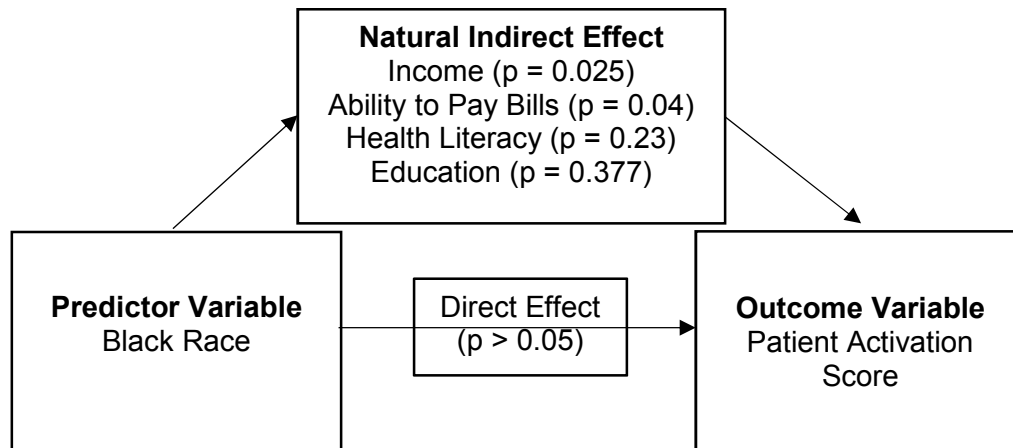 Natural Indirect Effect
Income (p = 0.025)
Ability to Pay Bills (p = 0.04)
Health Literacy (p = 0.23)
Education (p = 0.377)
Predictor Variable
Black Race
Direct Effect
(p > 0.05)
Outcome Variable
Patient Activation
Score